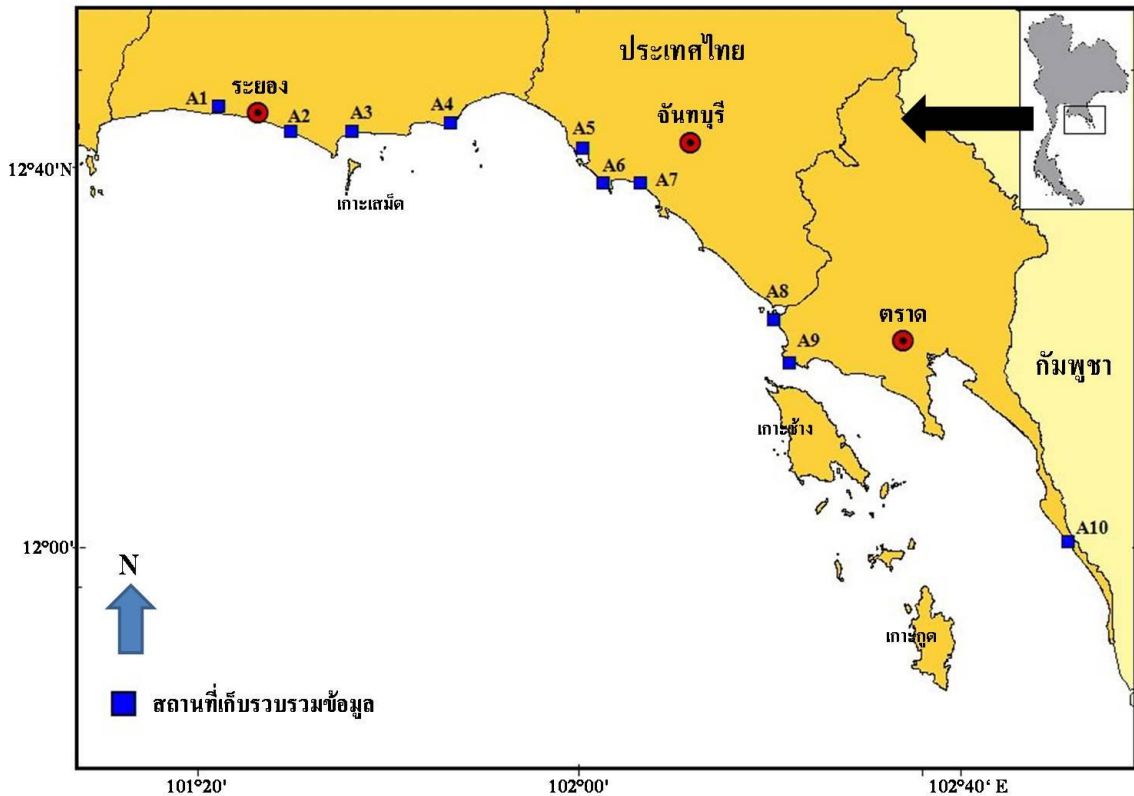 ประเทศไทย
ระยอง
A1
A2
A3
A4
จันทบุรี
A5
12°40'N
A6
A7
เกาะเสม็ด
A8
ตราด
A9
กัมพูชา
เกาะช้าง
A10
12°00'
N
เกาะกูด
สถานที่เก็บรวบรวมข้อมูล
101°20'
102°00'
102°40‘ E